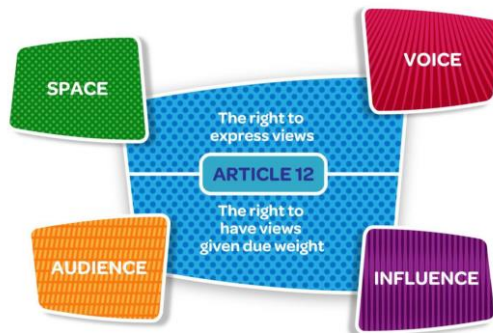 SPACE
VOICE
The right to
express views
ARTICLE 12
The right to
have views
given due weight
AUDIENCE
INFLUENCE